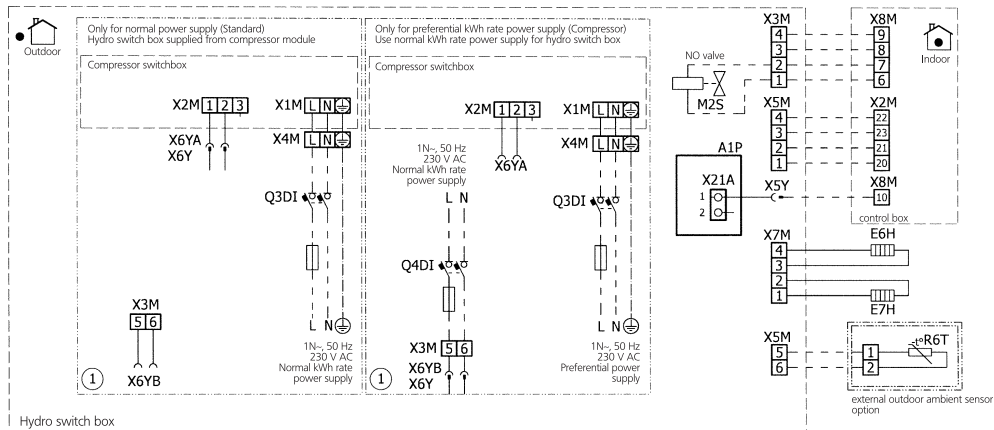 Outdoor
Only for normal power supply (Standard)
Hydro switch box supplied from compressor module
Compressor switchbox
X2M 1 2 3
X1M L N
X6YA
X6Y
X4M L N
Q3DI
L N
1N~, 50 Hz
230 V AC
Normal kWh rate
power supply
X3M
5 6
X6YB
1
Only for preferential kWh rate power supply (Compressor)
Use normal kWh rate power supply for hydro switch box
Compressor switchbox
X2M 1 2 3
X1M L N
X6YA
X4M L N
1N~, 50 Hz
230 V AC
Normal kWh rate
power supply
L N
Q3DI
Q4DI
X3M 5 6
X6YB
X6Y
L N
1N~, 50 Hz
230 V AC
Preferential power
supply
1
Hydro switch box
X3M
4
3
2
1
NO valve
M2S
X5M
4
3
2
1
A1P
X21A
1
2
X5Y
X7M
4
3
2
1
X5M
5
6
X8M
9
8
7
6
Indoor
X2M
22
23
21
20
X8M
10
control box
E6H
E7H
1
2
-t° R6T
external outdoor ambient sensor
option